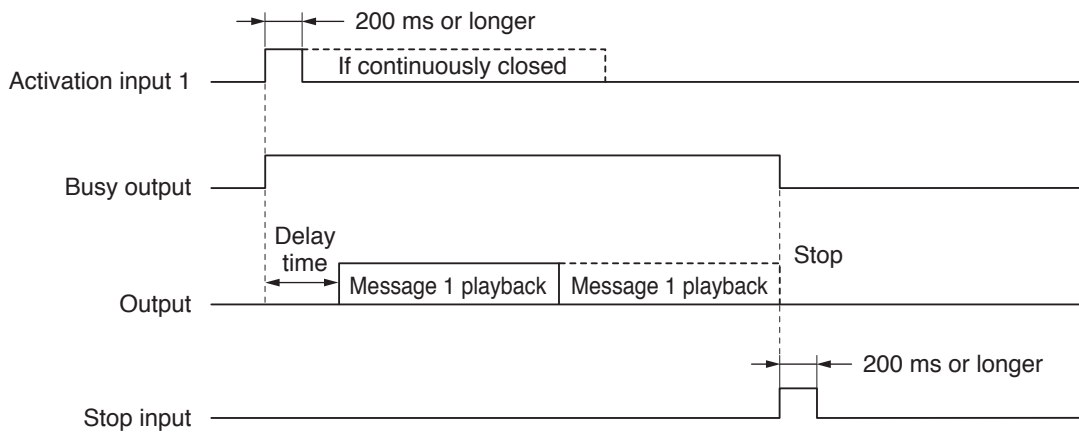 200 ms or longer
Activation input 1
If continuously closed
Busy output
Delay
time
Stop
Output
Message 1 playback
Message 1 playback
200 ms or longer
Stop input